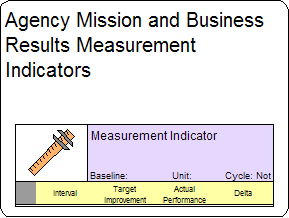 Agency Mission and Business
Results Measurement
Indicators
Measurement Indicator
Baseline: Unit: Cycle: Not
Interval Target Improvement Actual Performance Delta